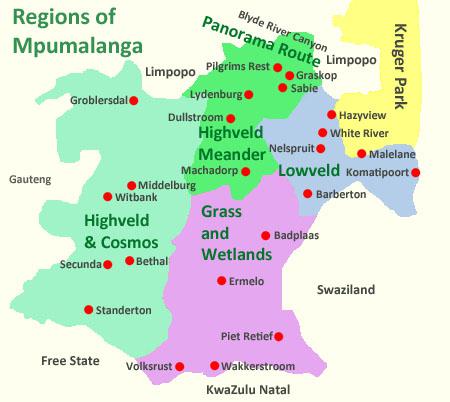 Regions of
Mpumalanga
Blyde River Canyon
Panorama Route
Kruger Park
Limpopo
Limpopo
Pilgrims Rest
Graskop
Sabie
Groblersdal
Lydenburg
Dullstroom
Hazyview
Highveld
Meander
White River
Nelspruit
Malelane
Machadorp
Lowveld
Komatipoort
Gauteng
Middelburg
Witbank
Barberton
Highveld
& Cosmos
Grass
and
Wetlands
Badplaas
Secunda
Bethal
Ermelo
Swaziland
Standerton
Piet Retief
Free State
Volksrust
Wakkerstroom
KwaZulu Natal